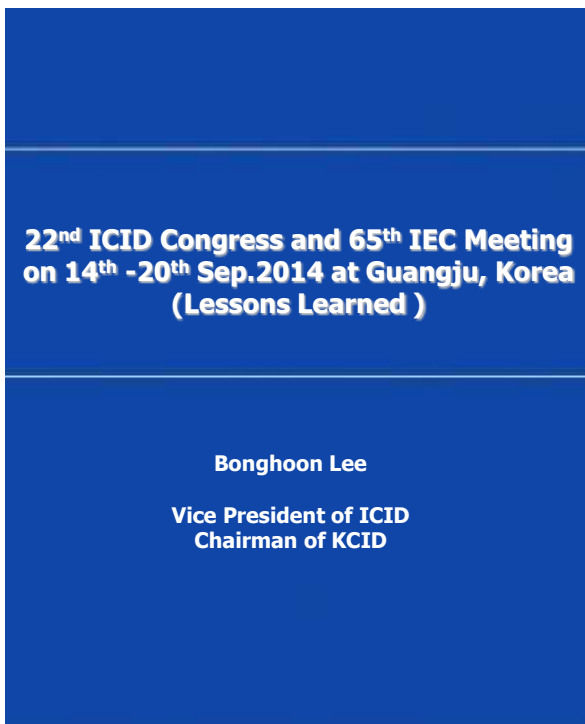 22nd ICID Congress and 65th IEC Meeting
on 14th -20th Sep.2014 at Guangju, Korea
(Lessons Learned )
Bonghoon Lee
Vice President of ICID
Chairman of KCID